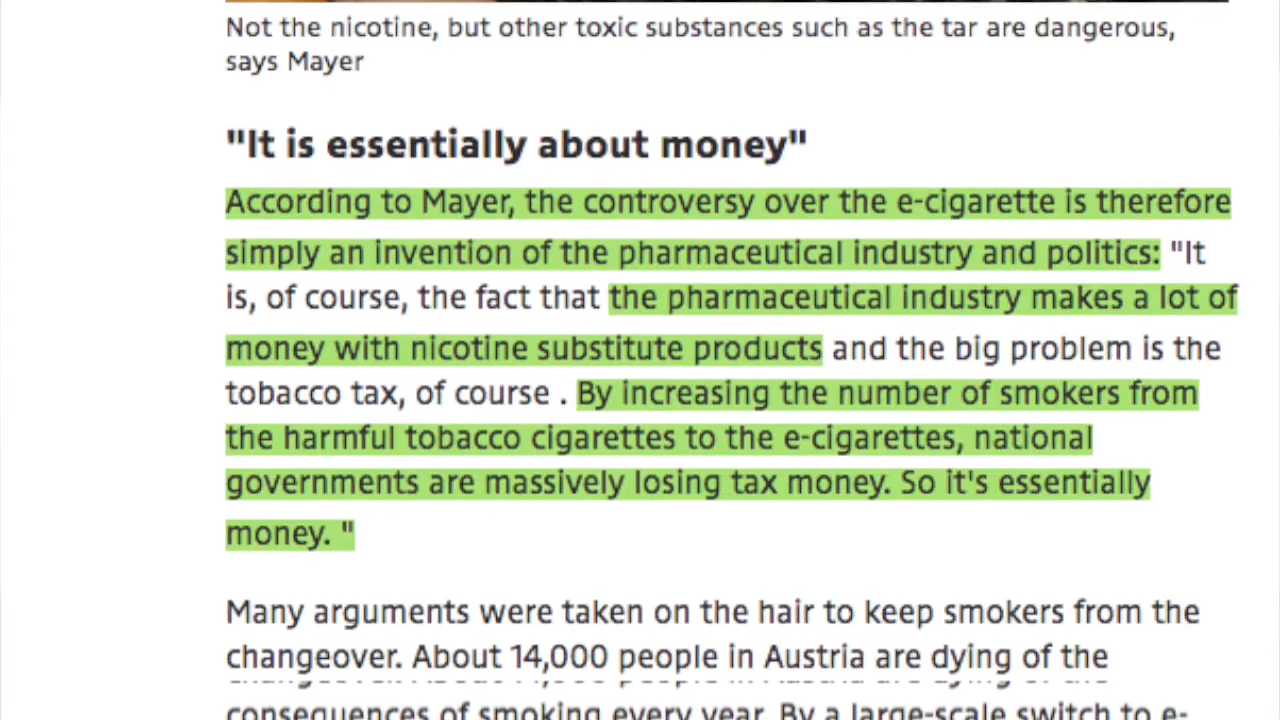 Not the nicotine, but other toxic substances such as the tar are dangerous,
says Mayer
"It is essentially about money"
According to Mayer, the controversy over the e-cigarette is therefore
simply an invention of the pharmaceutical industry and politics: "It
is, of course, the fact that the pharmaceutical industry makes a lot of
money with nicotine substitute products and the big problem is the
tobacco tax, of course . By increasing the number of smokers from
the harmful tobacco cigarettes to the e-cigarettes, national
governments are massively losing tax money. So it's essentially
money. "
Many arguments were taken on the hair to keep smokers from the
changeover. About 14,000 people in Austria are dying of the
consequences of smoking every year. By a large-scale switch to e-